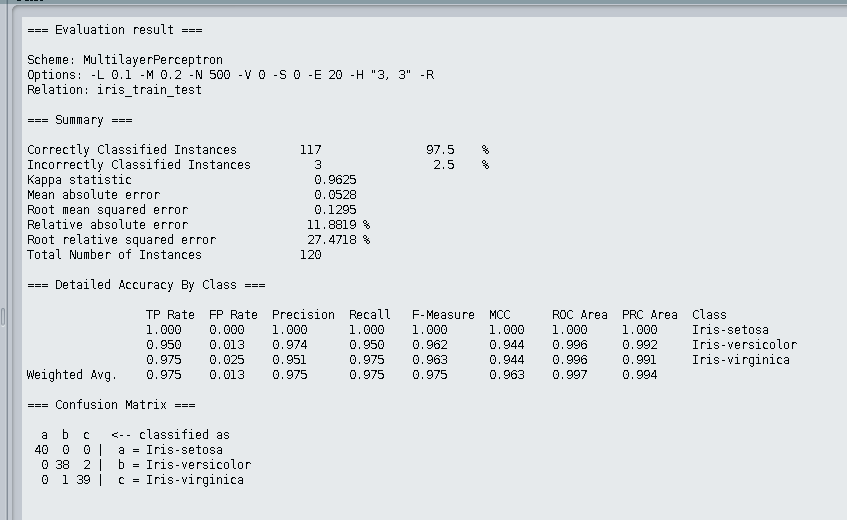 === Evaluation result ===
Scheme: MultilayerPerceptron
Options: -L 0.1 -M 0.2 -N 500 -V 0 -S 0 -E 20 -H "3, 3" -R
Relation: iris_train_test
=== Summary ===
Correctly Classified Instances 117 97.5 %
Incorrectly Classified Instances 3 2.5 %
Kappa statistic 0.9625
Mean absolute error 0.0528
Root mean squared error 0.1295
Relative absolute error 11.8819 %
Root relative squared error 27.4718 %
Total Number of Instances 120
=== Detailed Accuracy By Class ===
TP Rate FP Rate Precision Recall F-Measure MCC ROC Area PRC Area Class
1.000 0.000 1.000 1.000 1.000 1.000 1.000 1.000 Iris-setosa
0.950 0.013 0.974 0.950 0.962 0.944 0.996 0.992 Iris-versicolor
0.975 0.025 0.951 0.975 0.963 0.944 0.996 0.991 Iris-virginica
Weighted Avg. 0.975 0.013 0.975 0.975 0.975 0.963 0.997 0.994
=== Confusion Matrix ===
a b c <-- classified as
40 0 0 | a = Iris-setosa
0 38 2 | b = Iris-versicolor
0 1 39 | c = Iris-virginica